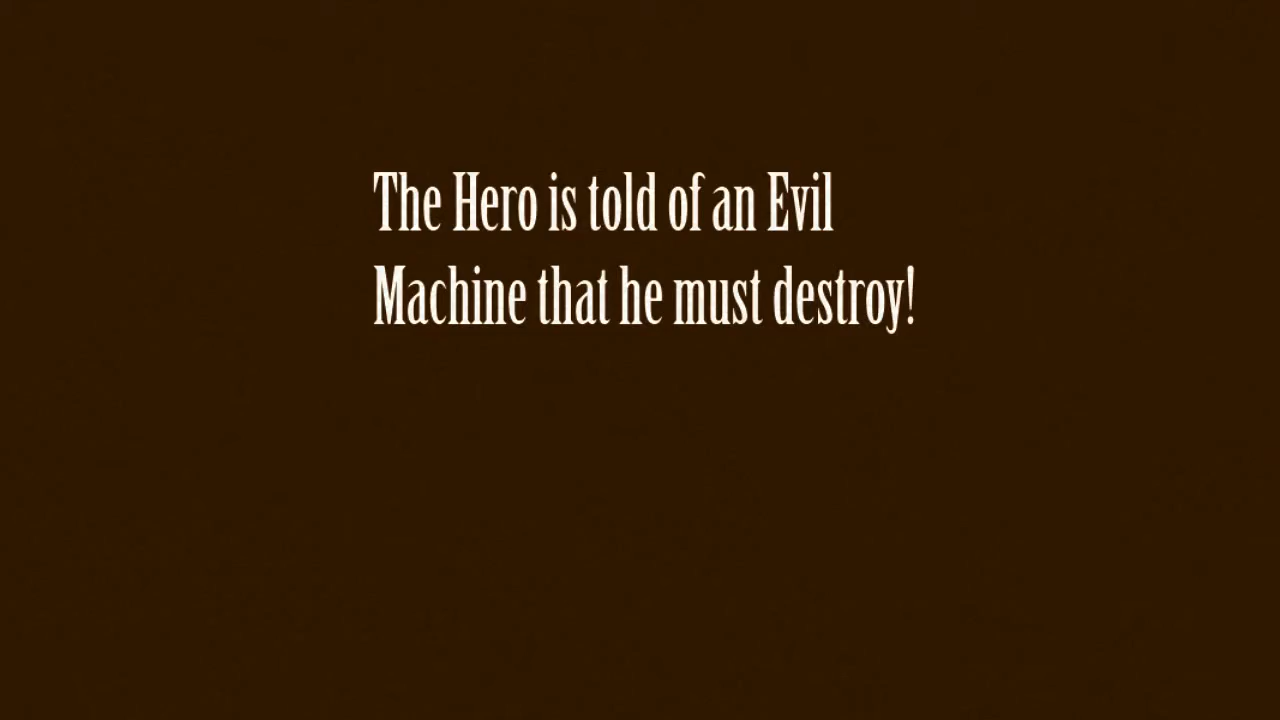 The Hero is told of an Evil
Machine that he must destroy!